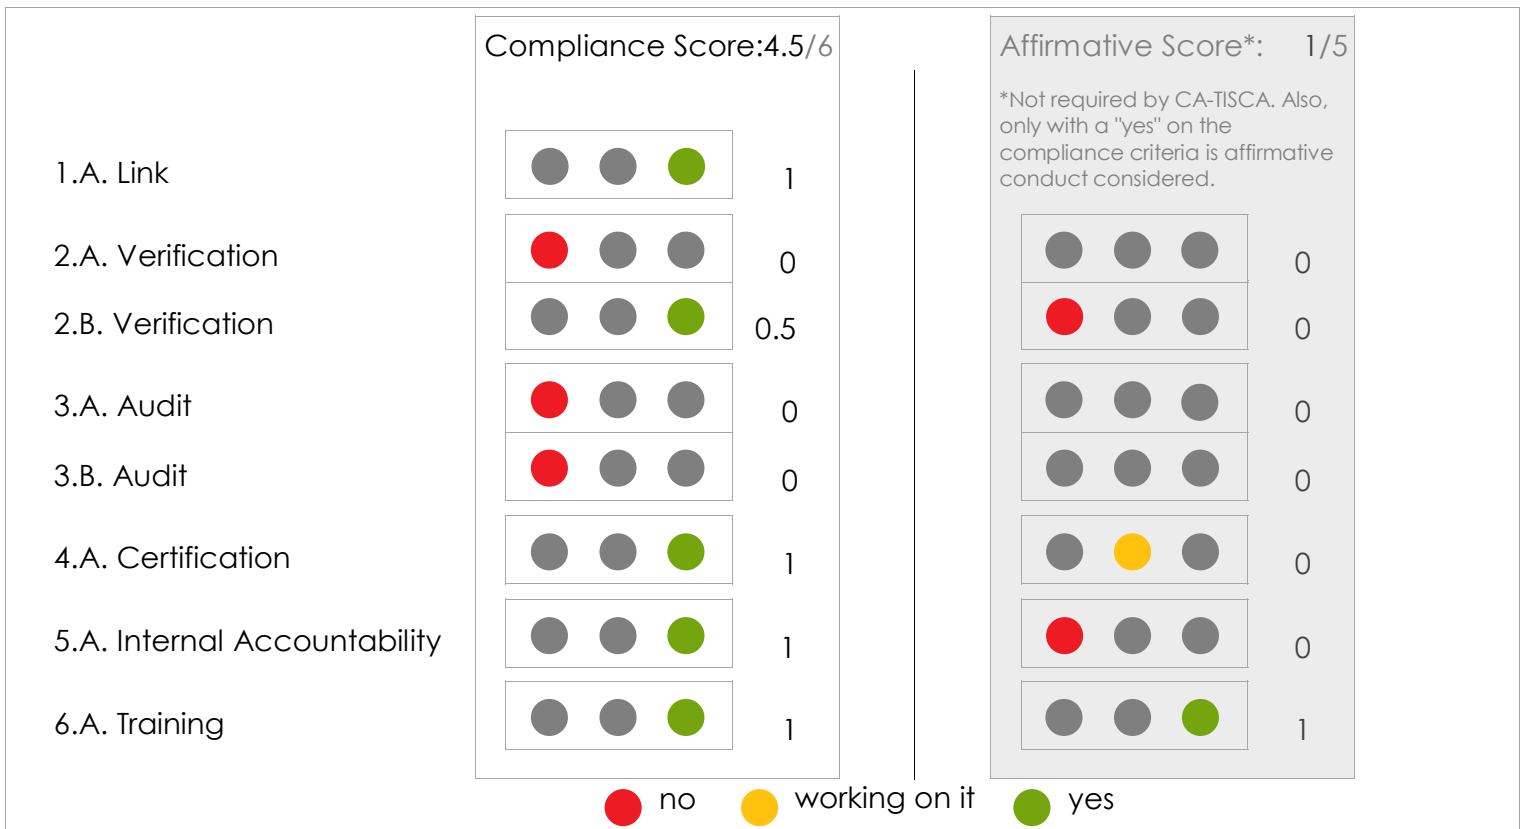 Compliance Score:4.5/6
Affirmative Score*: 1/5
*Not required by CA-TISCA. Also,
only with a "yes" on the
compliance criteria is affirmative
conduct considered.
1.A. Link 1
2.A. Verification 0 0
2.B. Verification 0.5 0
3.A. Audit 0 0
3.B. Audit 0 0
4.A. Certification 1 0
5.A. Internal Accountability 1 0
6.A. Training 1 1
no working on it yes